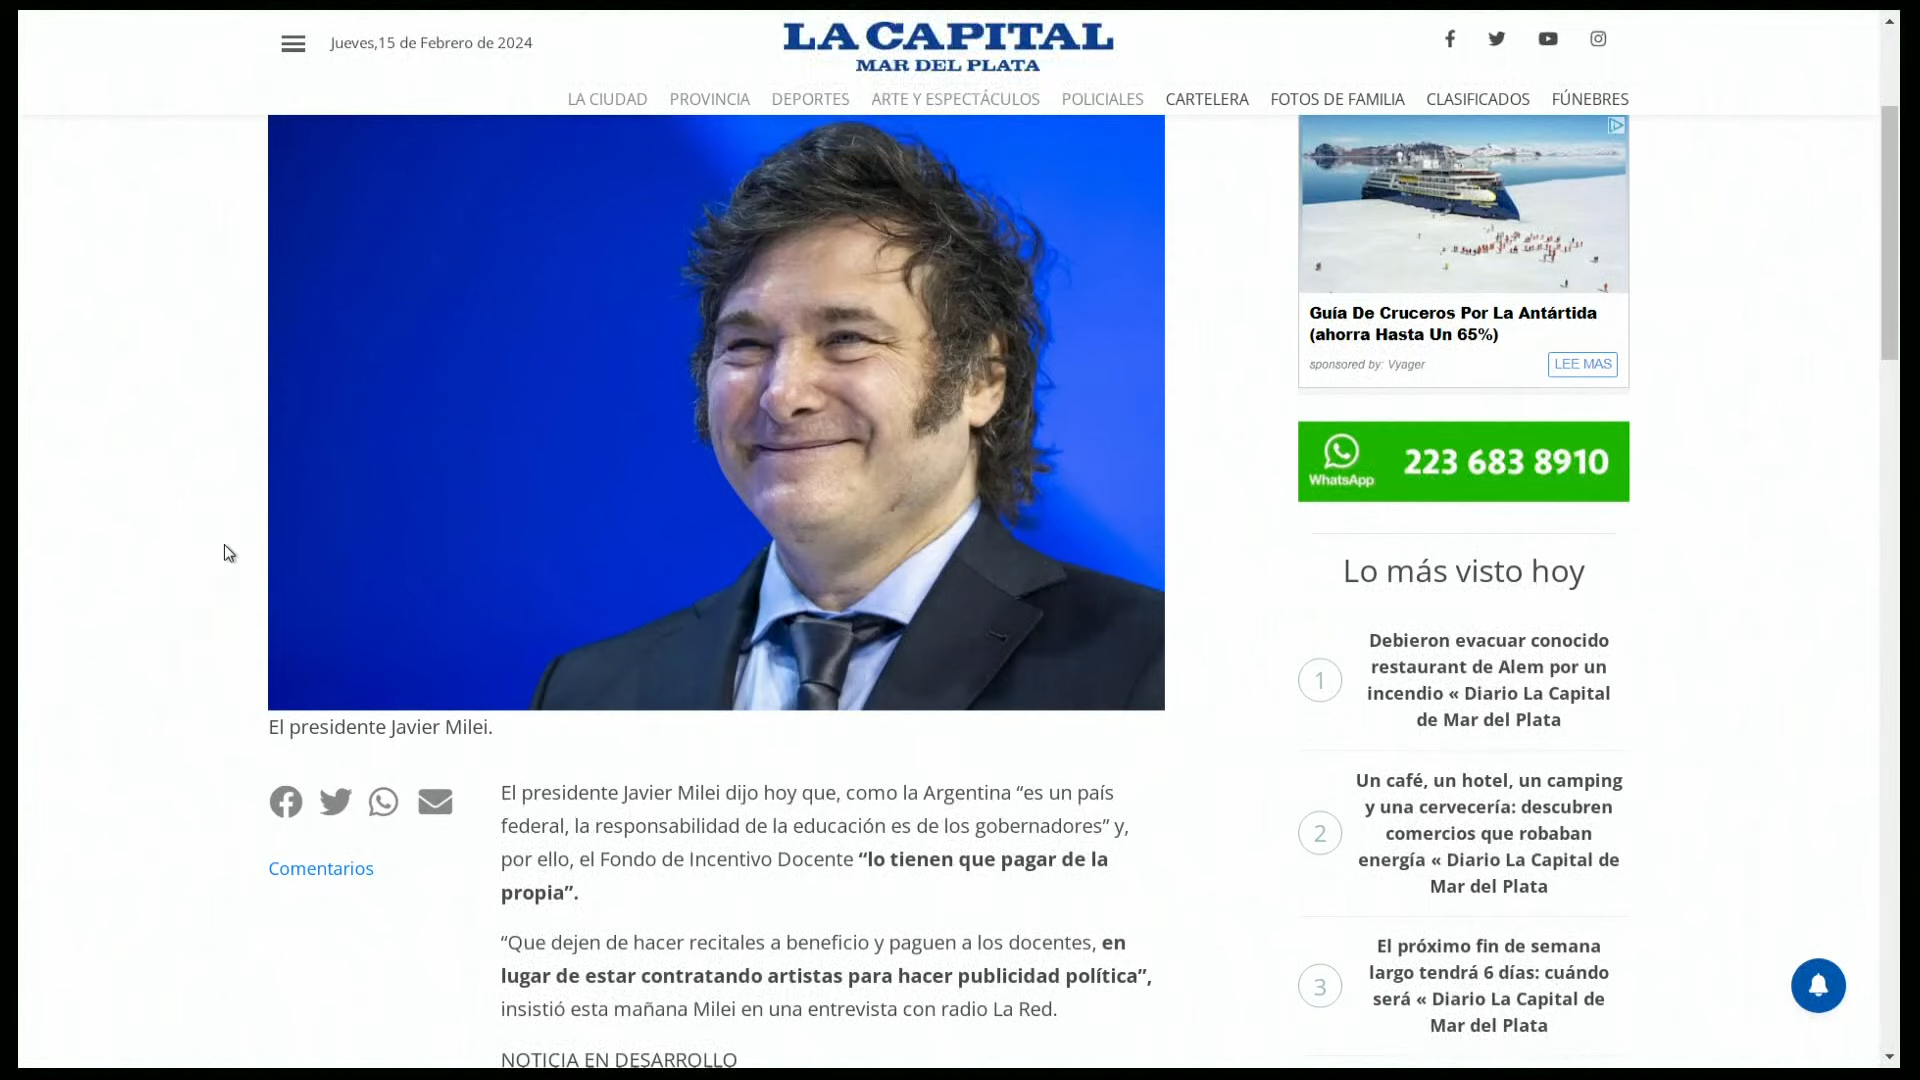 Jueves,15 de Febrero de 2024
LA CAPITAL
MAR DEL PLATA
LA CIUDAD PROVINCIA DEPORTES ARTE Y ESPECTÁCULOS POLICIALES CARTELERA FOTOS DE FAMILIA CLASIFICADOS FÚNEBRES
El presidente Javier Milei.
Comentarios
El presidente Javier Milei dijo hoy que, como la Argentina “es un país
federal, la responsabilidad de la educación es de los gobernadores” y,
por ello, el Fondo de Incentivo Docente “lo tienen que pagar de la
propia”.
“Que dejen de hacer recitales a beneficio y paguen a los docentes, en
lugar de estar contratando artistas para hacer publicidad política”,
insistió esta mañana Milei en una entrevista con radio La Red.
NOTICIA EN DESARROLLO
Guía De Cruceros Por La Antártida
(ahorra Hasta Un 65%)
sponsored by: Vyager
LEE MAS
WhatsApp
223 683 8910
Lo más visto hoy
1
Debieron evacuar conocido
restaurant de Alem por un
incendio « Diario La Capital
de Mar del Plata
2
Un café, un hotel, un camping
y una cervecería: descubren
comercios que robaban
energía « Diario La Capital de
Mar del Plata
3
El próximo fin de semana
largo tendrá 6 días: cuándo
será « Diario La Capital de
Mar del Plata